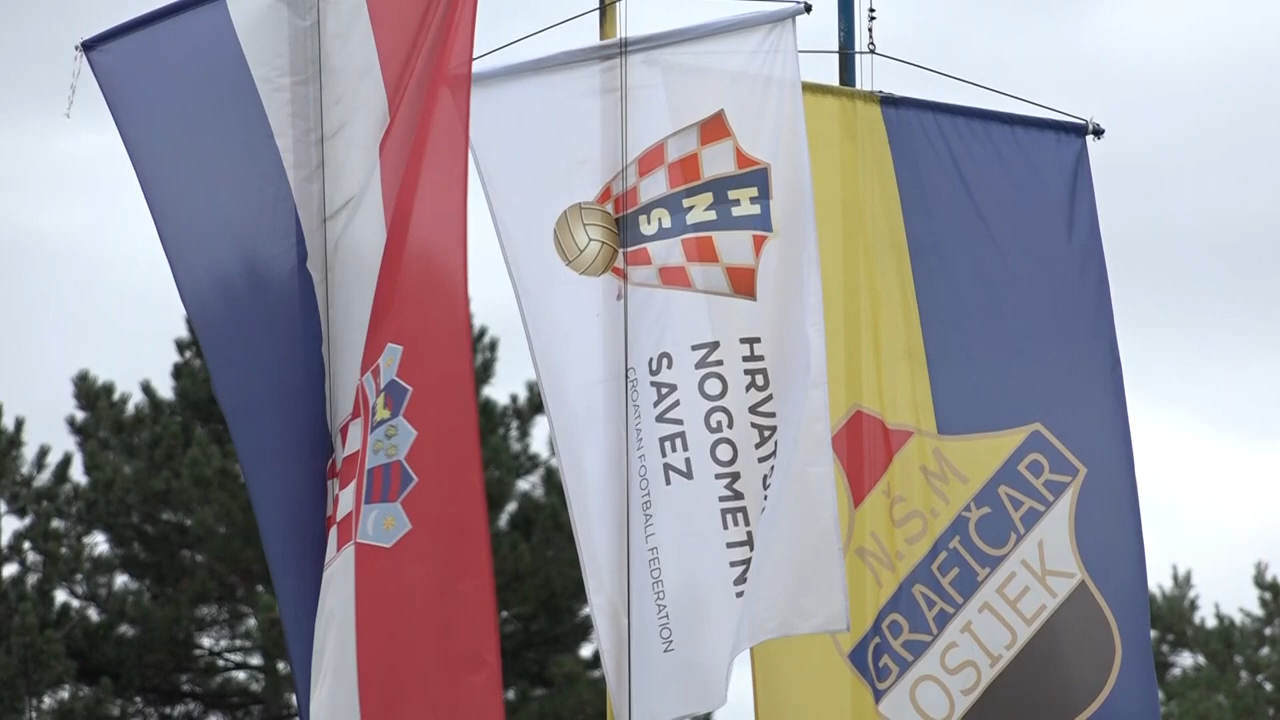 HNS
HRVATSKI
NOGOMETNI
SAVEZ
CROATIAN FOOTBALL FEDERATION
N.Š.M
GRAFIČAR
OSIJEK